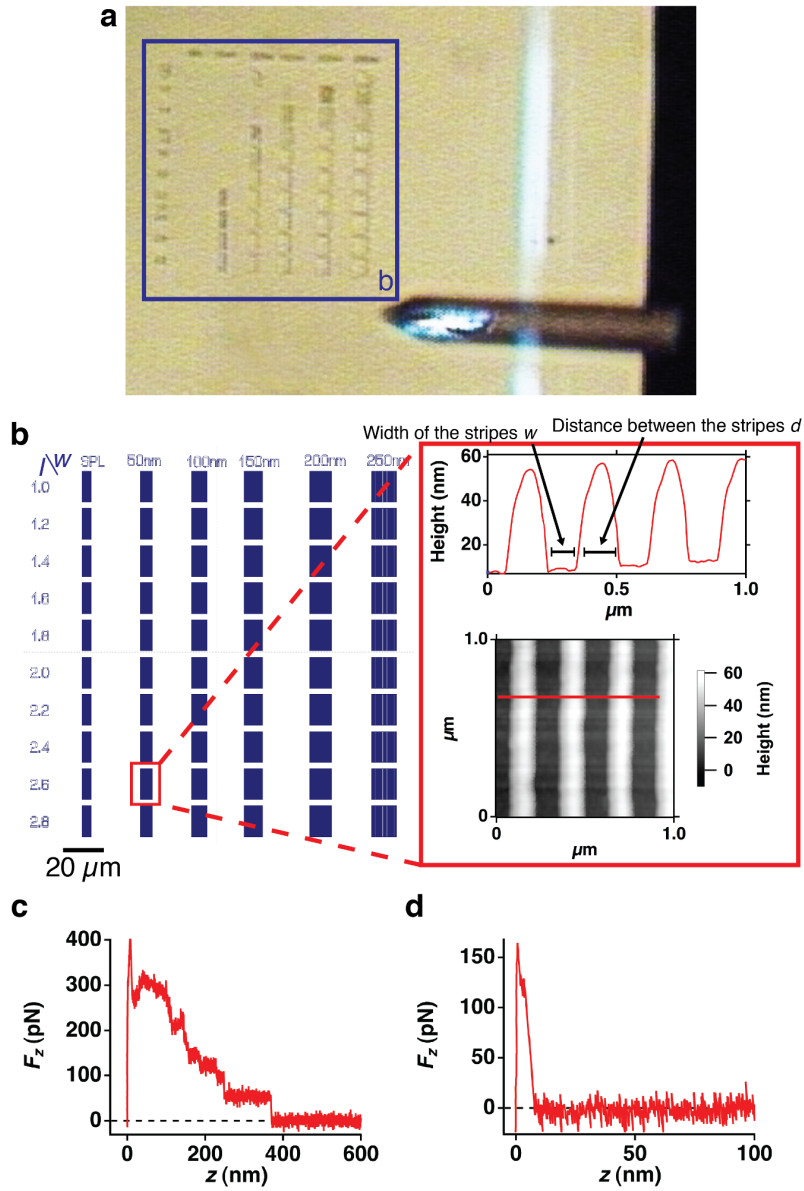 a
b
b
l\w SPL 50nm 100nm 150nm 200nm 250nm
1.0
1.2
1.4
1.6
1.8
2.0
2.2
2.4
2.6
2.8
20 μm
Width of the stripes w
Distance between the stripes d
Height (nm)
60
40
20
0 0.5 1.0
μm
1.0
μm
0
0 1.0
μm
60
40
20
0
Height (nm)
c
400
300
200
100
0
Fz (pN)
0 200 400 600
z (nm)
d
150
100
50
0
Fz (pN)
0 50 100
z (nm)